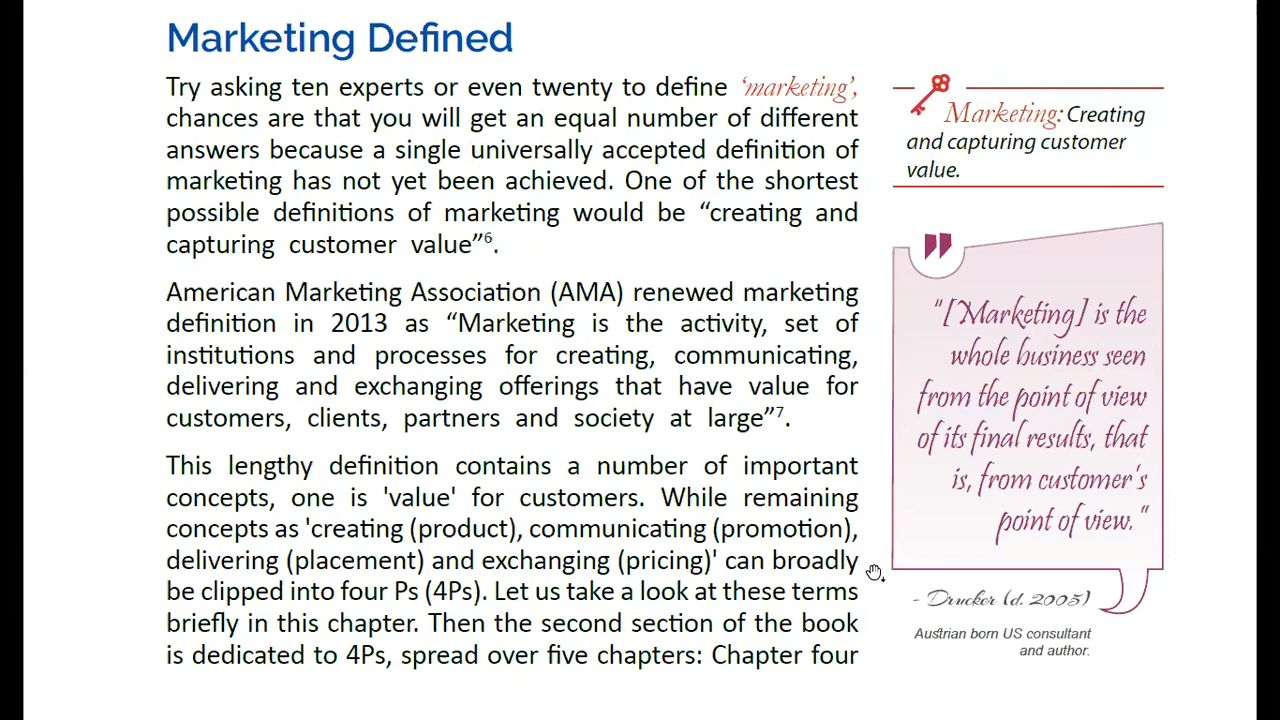 Marketing Defined
Try asking ten experts or even twenty to define ‘marketing’,
chances are that you will get an equal number of different
answers because a single universally accepted definition of
marketing has not yet been achieved. One of the shortest
possible definitions of marketing would be “creating and
capturing customer value”⁶.
American Marketing Association (AMA) renewed marketing
definition in 2013 as “Marketing is the activity, set of
institutions and processes for creating, communicating,
delivering and exchanging offerings that have value for
customers, clients, partners and society at large”⁷.
This lengthy definition contains a number of important
concepts, one is 'value' for customers. While remaining
concepts as 'creating (product), communicating (promotion),
delivering (placement) and exchanging (pricing)' can broadly
be clipped into four Ps (4Ps). Let us take a look at these terms
briefly in this chapter. Then the second section of the book
is dedicated to 4Ps, spread over five chapters: Chapter four
Marketing: Creating
and capturing customer
value.
"[Marketing] is the
whole business seen
from the point of view
of its final results, that
is, from customer's
point of view."
- Drucker (d. 2005)
Austrian born US consultant
and author.